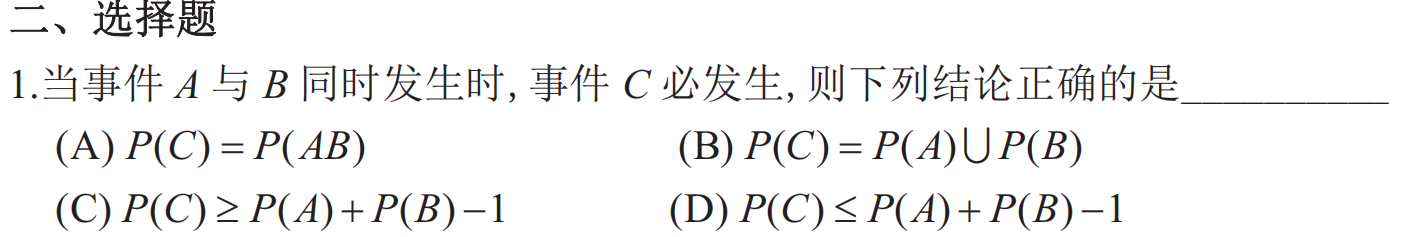 二、选择题
1.当事件 A 与 B 同时发生时, 事件 C 必发生, 则下列结论正确的是__________
(A) P(C) = P(AB) (B) P(C) = P(A)⋃P(B)
(C) P(C) ≥ P(A)+P(B)−1 (D) P(C) ≤ P(A)+P(B)−1